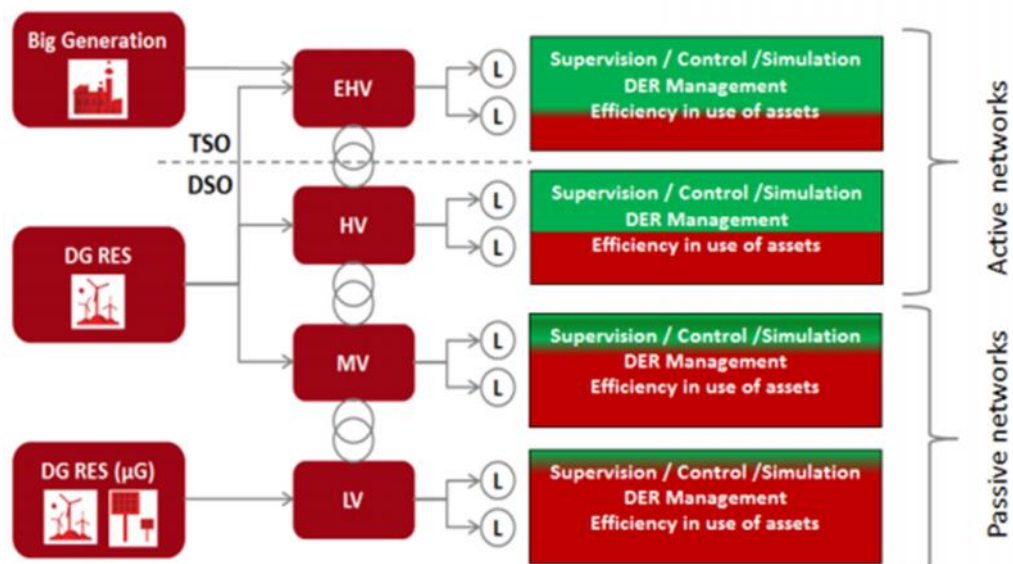 Big Generation
EHV
L
L
Supervision / Control /Simulation
DER Management
Efficiency in use of assets
TSO
DSO
DG RES
HV
L
L
Supervision / Control /Simulation
DER Management
Efficiency in use of assets
Active networks
MV
L
L
Supervision / Control /Simulation
DER Management
Efficiency in use of assets
DG RES (μG)
LV
L
L
Supervision / Control /Simulation
DER Management
Efficiency in use of assets
Passive networks